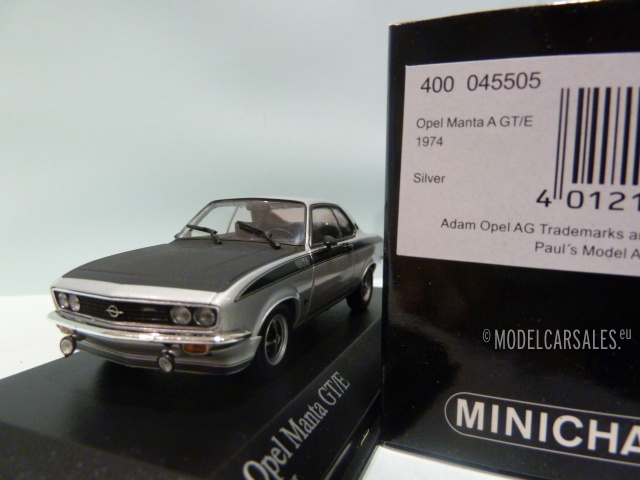 400 045505
Opel Manta A GT/E
1974
Silver
4 0121
Adam Opel AG Trademarks
Paul´s Model
© MODELCARSALES.eu
MINICHA
Opel Manta GT/E